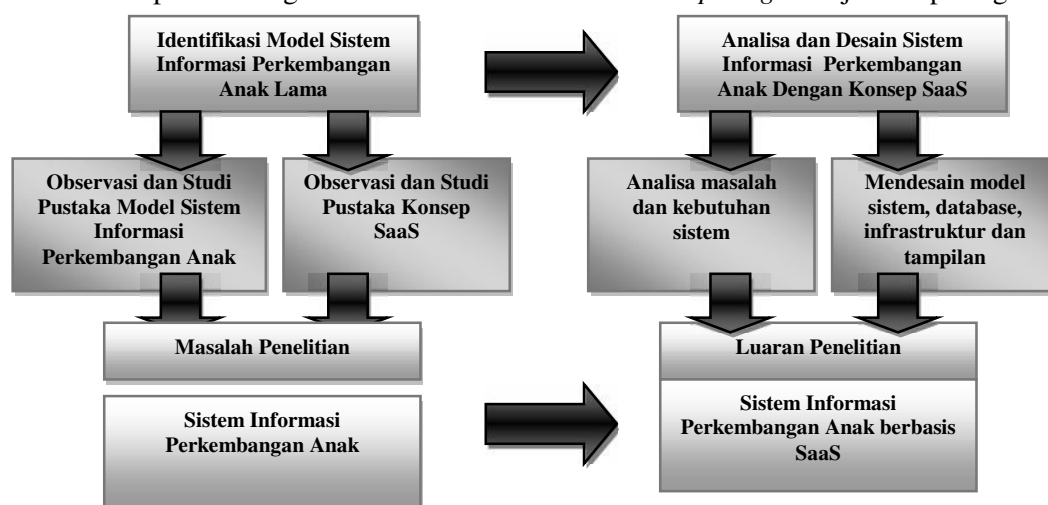 Identifikasi Model Sistem
Informasi Perkembangan
Anak Lama
Analisa dan Desain Sistem
Informasi Perkembangan
Anak Dengan Konsep SaaS
Observasi dan Studi
Pustaka Model Sistem
Informasi
Perkembangan Anak
Observasi dan Studi
Pustaka Konsep
SaaS
Analisa masalah
dan kebutuhan
sistem
Mendesain model
sistem, database,
infrastruktur dan
tampilan
Masalah Penelitian
Luaran Penelitian
Sistem Informasi
Perkembangan Anak
Sistem Informasi
Perkembangan Anak berbasis
SaaS